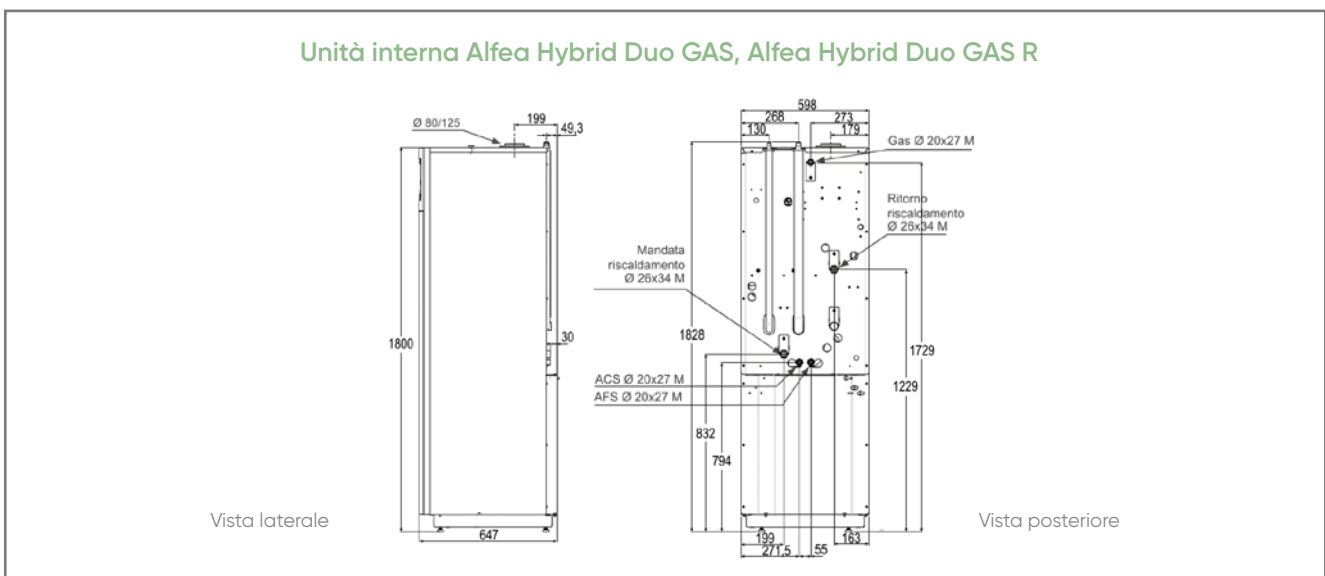 Unità interna Alfea Hybrid Duo GAS, Alfea Hybrid Duo GAS R
Ø 80/125
199
49,3
1800
30
647
Vista laterale
598
268
273
130
179
Gas Ø 20x27 M
Ritorno
riscaldamento
Ø 26x34 M
Mandata
riscaldamento
Ø 26x34 M
1828
1729
1229
ACS Ø 20x27 M
AFS Ø 20x27 M
832
794
199
163
271,5
55
Vista posteriore